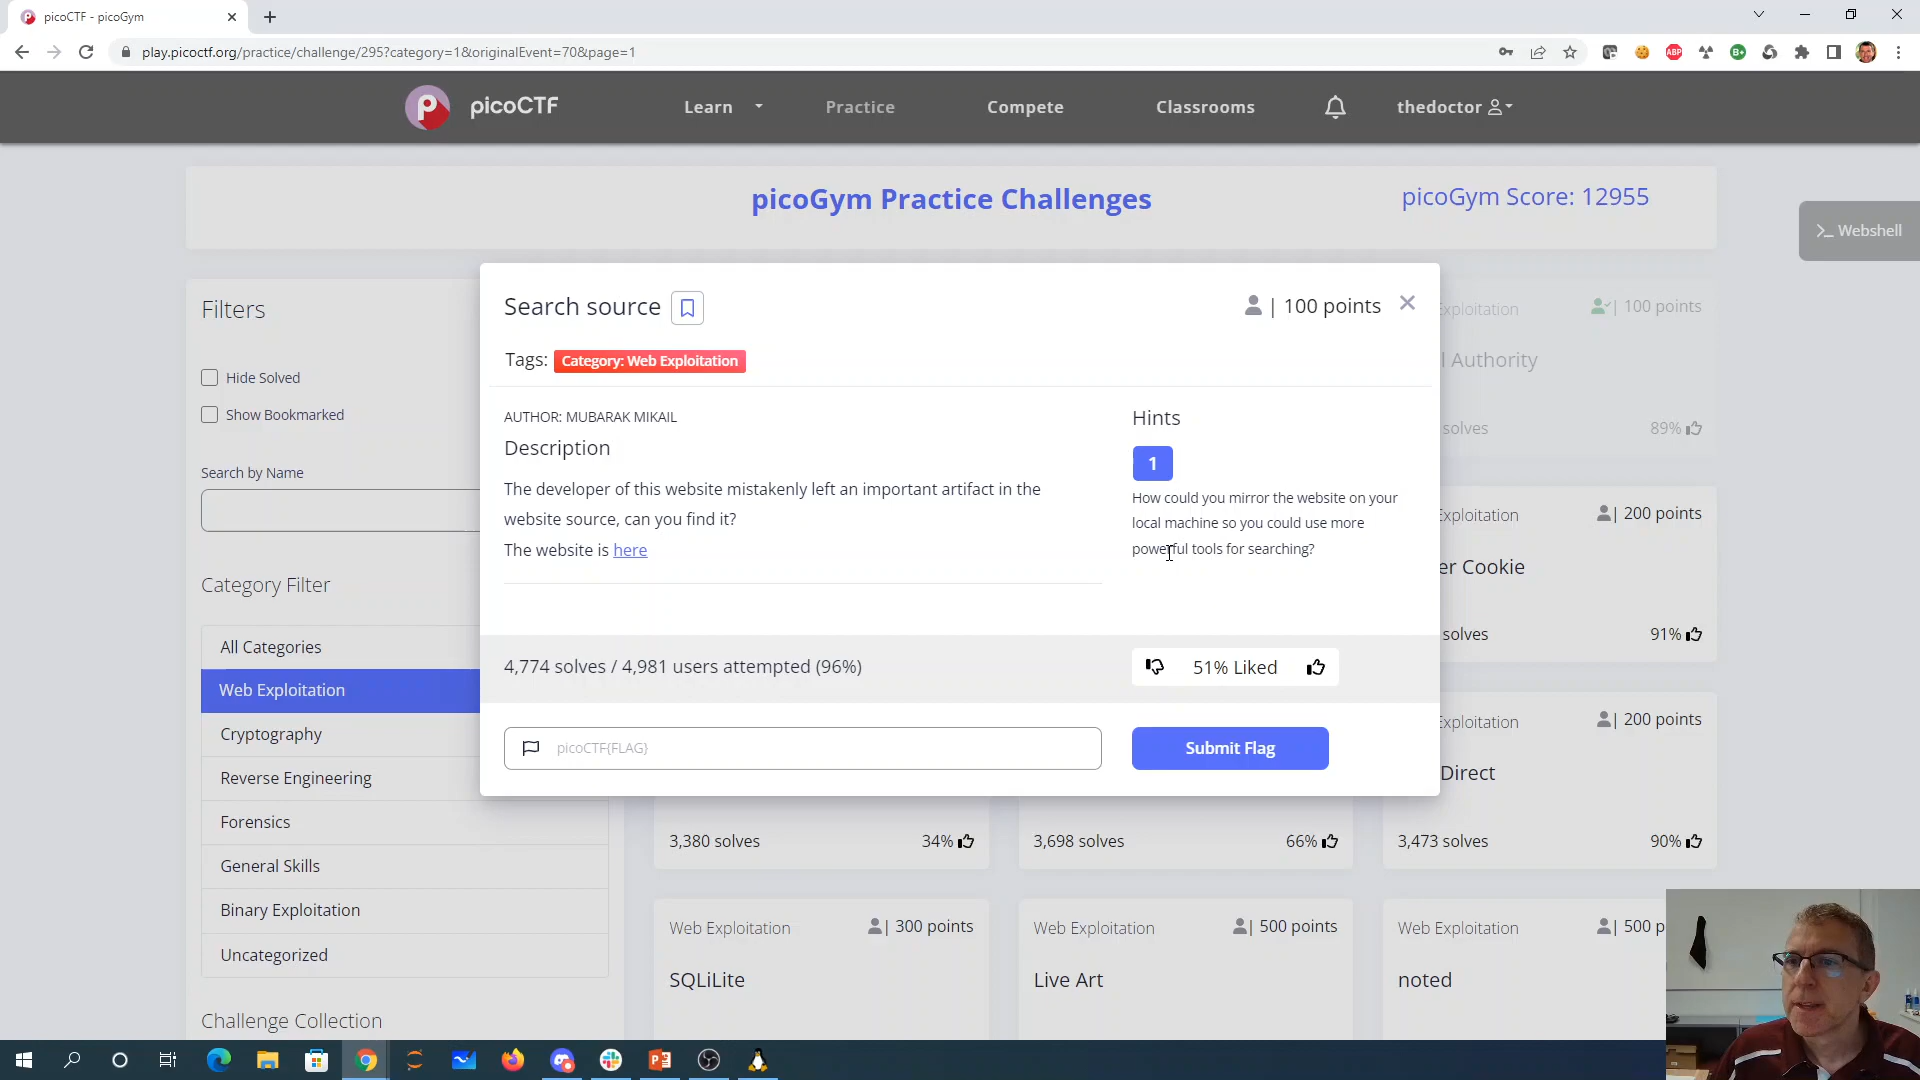 picoCTF - picoGym
play.picoctf.org/practice/challenge/295?category=1&originalEvent=70&page=1
picoCTF
Learn
Practice
Compete
Classrooms
thedoctor
picoGym Practice Challenges
picoGym Score: 12955
>_ Webshell
Filters
Hide Solved
Show Bookmarked
Search by Name
Category Filter
All Categories
Web Exploitation
Cryptography
Reverse Engineering
Forensics
General Skills
Binary Exploitation
Uncategorized
Challenge Collection
Search source
| 100 points
Tags: Category: Web Exploitation
AUTHOR: MUBARAK MIKAIL
Description
The developer of this website mistakenly left an important artifact in the
website source, can you find it?
The website is here
Hints
1
How could you mirror the website on your
local machine so you could use more
powerful tools for searching?
4,774 solves / 4,981 users attempted (96%)
51% Liked
picoCTF{FLAG}
Submit Flag
Exploitation
| 100 points
Authority
solves
89%
Exploitation
| 200 points
er Cookie
solves
91%
Exploitation
| 200 points
Direct
3,380 solves
34%
3,698 solves
66%
3,473 solves
90%
Web Exploitation
| 300 points
SQLiLite
Web Exploitation
| 500 points
Live Art
Web Exploitation
| 500 p
noted